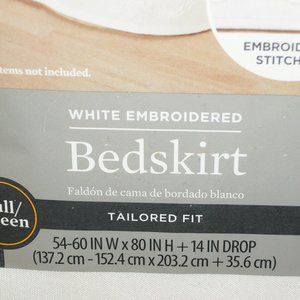 EMBROID
STITCH
tems not included.
WHITE EMBROIDERED
Bedskirt
Faldón de cama de bordado blanco
ull/
een
TAILORED FIT
54-60 IN W x 80 IN H + 14 IN DROP
(137.2 cm - 152.4 cm x 203.2 cm + 35.6 cm)